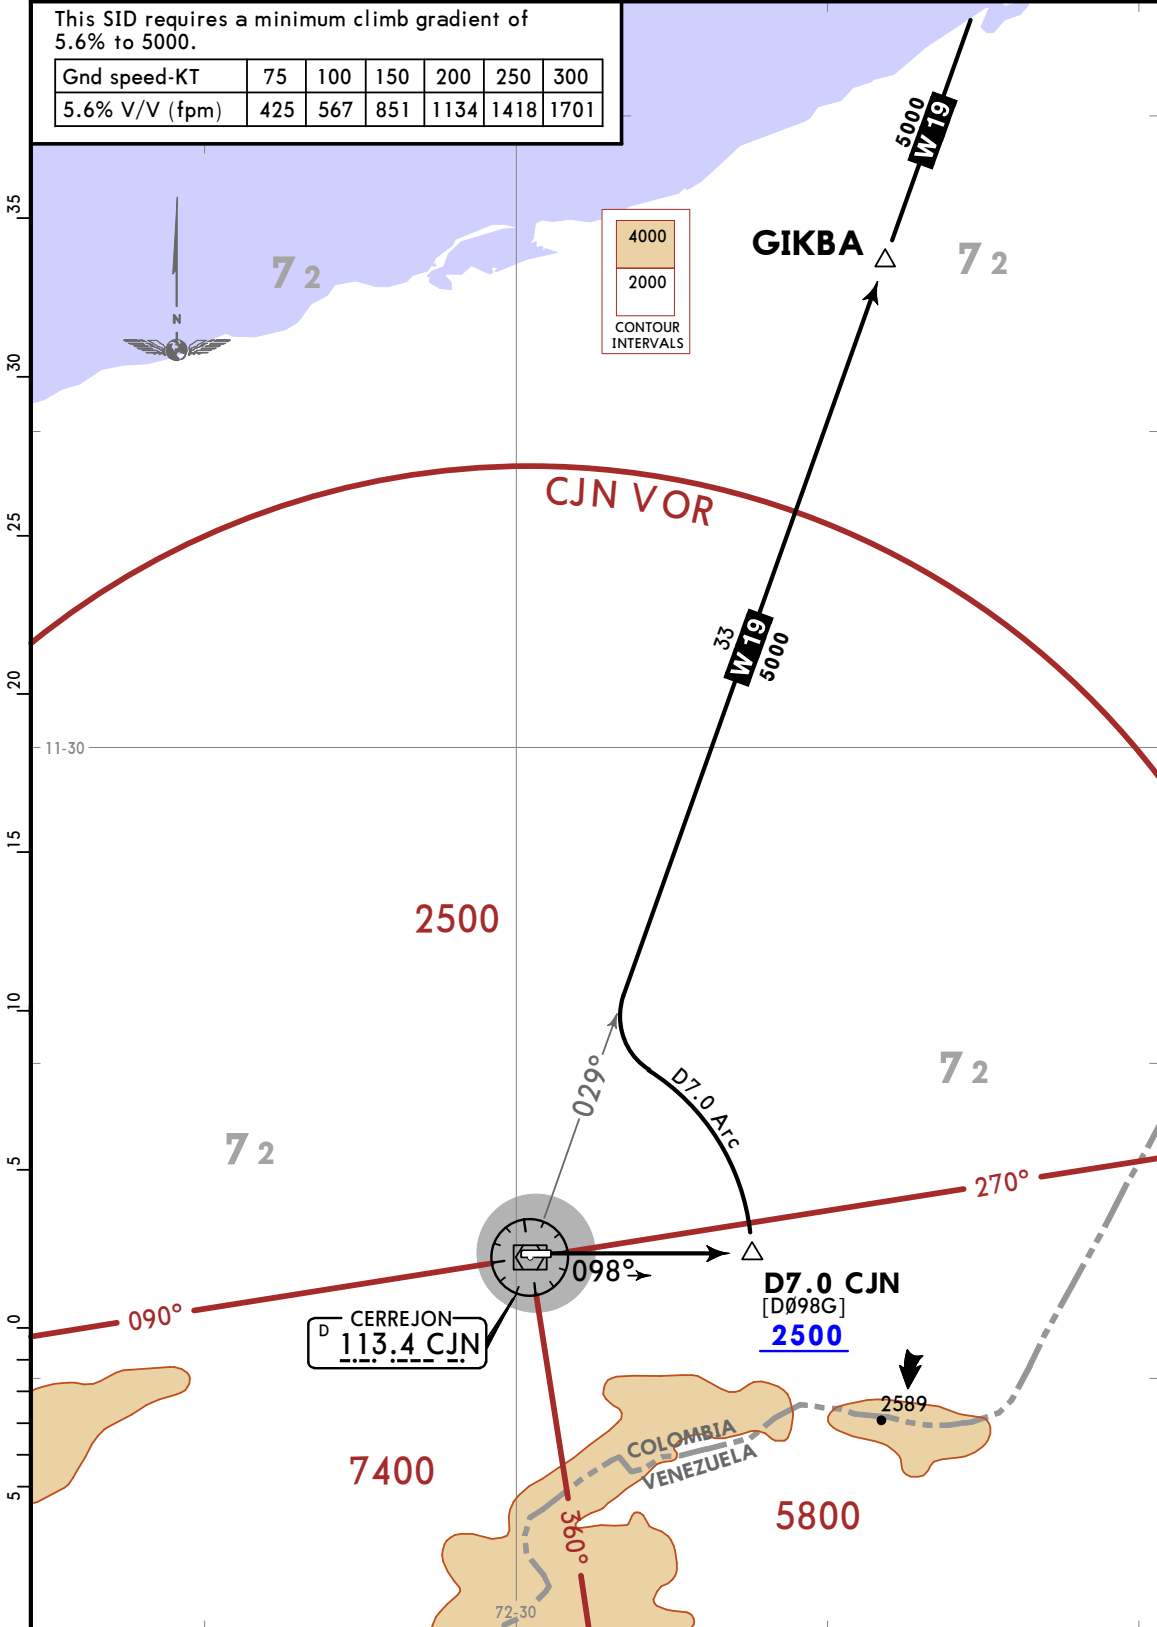 This SID requires a minimum climb gradient of
5.6% to 5000.
Gnd speed-KT 75 100 150 200 250 300
5.6% V/V (fpm) 425 567 851 1134 1418 1701
5000
W 19
35
4000
2000
CONTOUR
INTERVALS
GIKBA
72
72
N
30
CJN VOR
25
33
W 19
5000
20
11-30
15
2500
10
029°
D7.0 Arc
72
72
5
270°
098°
D7.0 CJN
[DØ98G]
2500
090°
CERREJON
D 113.4 CJN
0
2589
COLOMBIA
VENEZUELA
7400
5800
5
360°
72-30